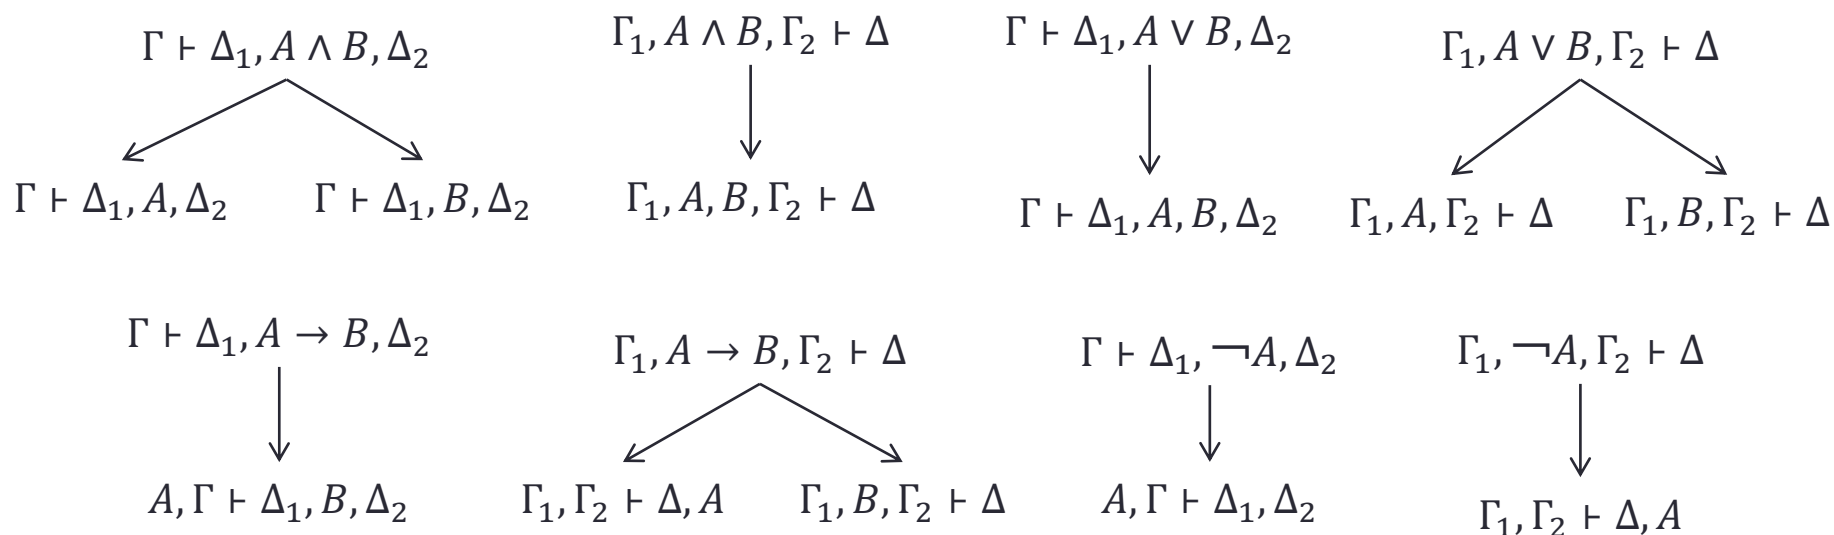 Γ ⊢ Δ₁, A ∧ B, Δ₂
Γ₁, A ∧ B, Γ₂ ⊢ Δ
Γ ⊢ Δ₁, A ∨ B, Δ₂
Γ₁, A ∨ B, Γ₂ ⊢ Δ
Γ ⊢ Δ₁, A, Δ₂
Γ ⊢ Δ₁, B, Δ₂
Γ₁, A, B, Γ₂ ⊢ Δ
Γ ⊢ Δ₁, A, B, Δ₂
Γ₁, A, Γ₂ ⊢ Δ
Γ₁, B, Γ₂ ⊢ Δ
Γ ⊢ Δ₁, A → B, Δ₂
Γ₁, A → B, Γ₂ ⊢ Δ
Γ ⊢ Δ₁, ¬A, Δ₂
Γ₁, ¬A, Γ₂ ⊢ Δ
A, Γ ⊢ Δ₁, B, Δ₂
Γ₁, Γ₂ ⊢ Δ, A
Γ₁, B, Γ₂ ⊢ Δ
A, Γ ⊢ Δ₁, Δ₂
Γ₁, Γ₂ ⊢ Δ, A